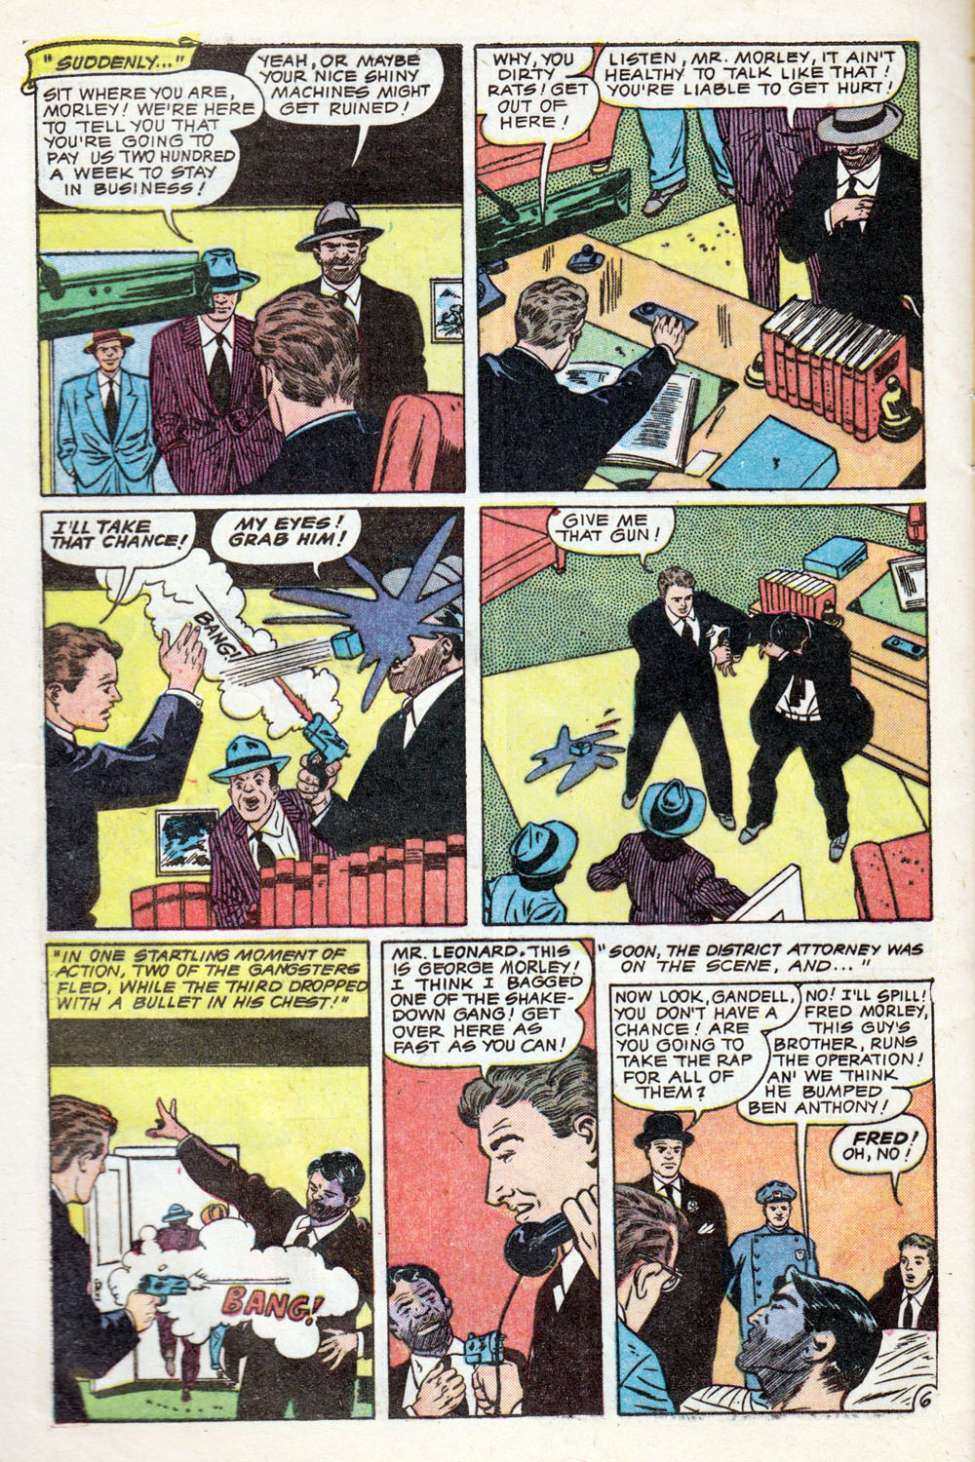 "SUDDENLY..."
SIT WHERE YOU ARE,
MORLEY! WE'RE HERE
TO TELL YOU THAT
YOU'RE GOING TO
PAY US TWO HUNDRED
A WEEK TO STAY
IN BUSINESS!
YEAH, OR MAYBE
YOUR NICE SHINY
MACHINES MIGHT
GET RUINED!
WHY, YOU
DIRTY
RATS! GET
OUT OF
HERE!
LISTEN, MR. MORLEY, IT AIN'T
HEALTHY TO TALK LIKE THAT!
YOU'RE LIABLE TO GET HURT!
I'LL TAKE
THAT CHANCE!
MY EYES!
GRAB HIM!
BANG!
GIVE ME
THAT GUN!
"IN ONE STARTLING MOMENT OF
ACTION, TWO OF THE GANGSTERS
FLED, WHILE THE THIRD DROPPED
WITH A BULLET IN HIS CHEST!"
BANG!
MR. LEONARD. THIS
IS GEORGE MORLEY!
I THINK I BAGGED
ONE OF THE SHAKE-
DOWN GANG! GET
OVER HERE AS
FAST AS YOU CAN!
"SOON, THE DISTRICT ATTORNEY WAS
ON THE SCENE, AND..."
NOW LOOK, GANDELL,
YOU DON'T HAVE A
CHANCE! ARE
YOU GOING TO
TAKE THE RAP
FOR ALL OF
THEM?
NO! I'LL SPILL!
FRED MORLEY,
THIS GUY'S
BROTHER, RUNS
THE OPERATION!
AN' WE THINK
HE BUMPED
BEN ANTHONY!
FRED!
OH, NO!
6